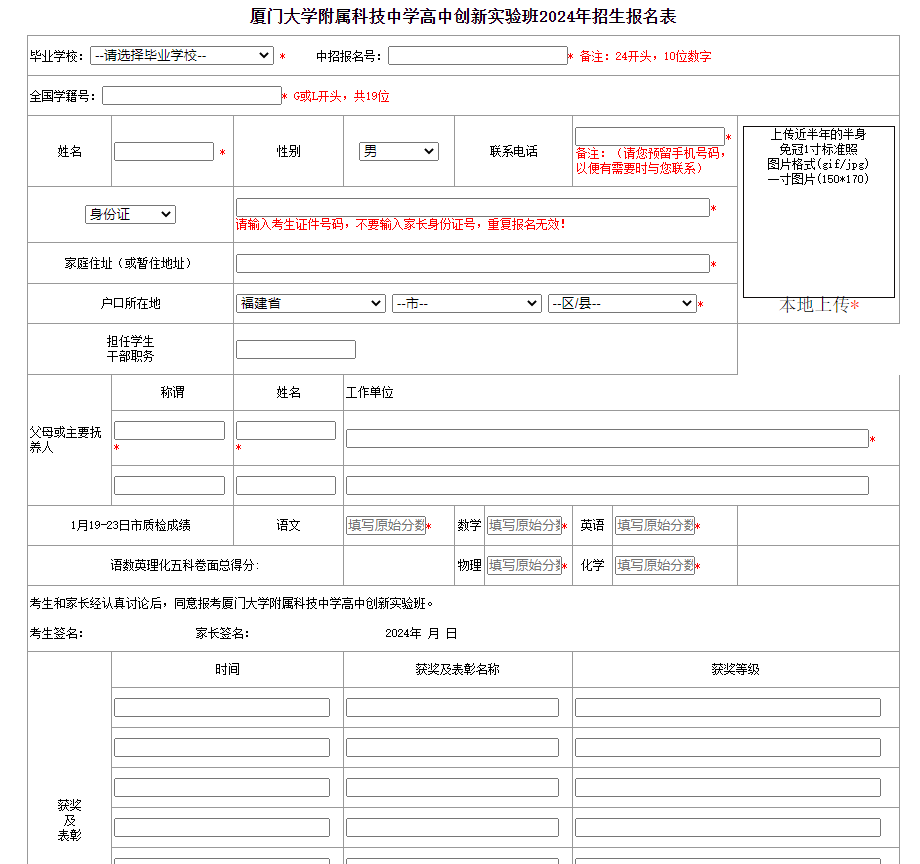 厦门大学附属科技中学高中创新实验班2024年招生报名表
毕业学校： --请选择毕业学校-- * 中招报名号： * 备注：24开头，10位数字
全国学籍号： * G或L开头，共19位
姓名 * 性别 男 联系电话 *
备注：（请您预留手机号码，
以便有需要时与您联系）
上传近半年的半身
免冠1寸标准照
图片格式(gif/jpg)
一寸图片(150*170)
本地上传*
身份证 *
请输入考生证件号码，不要输入家长身份证号，重复报名无效！
家庭住址（或暂住地址） *
户口所在地 福建省 --市-- --区/县-- *
担任学生
干部职务
父母或主要抚
养人
称谓 姓名 工作单位
* * *
1月19-23日市质检成绩 语文 填写原始分数* 数学 填写原始分数* 英语 填写原始分数*
语数英理化五科卷面总得分： 物理 填写原始分数* 化学 填写原始分数*
考生和家长经认真讨论后，同意报考厦门大学附属科技中学高中创新实验班。
考生签名： 家长签名： 2024年 月 日
时间 获奖及表彰名称 获奖等级
获奖
及
表彰